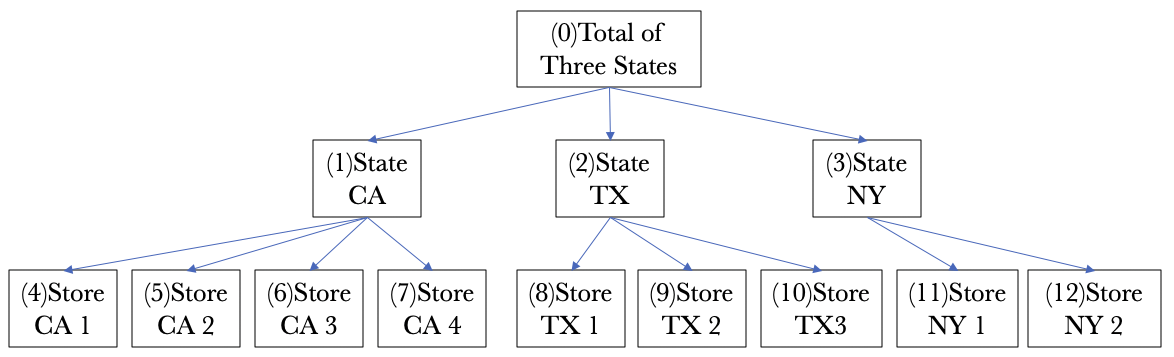 (0)Total of
Three States
(1)State
CA
(2)State
TX
(3)State
NY
(4)Store
CA 1
(5)Store
CA 2
(6)Store
CA 3
(7)Store
CA 4
(8)Store
TX 1
(9)Store
TX 2
(10)Store
TX3
(11)Store
NY 1
(12)Store
NY 2